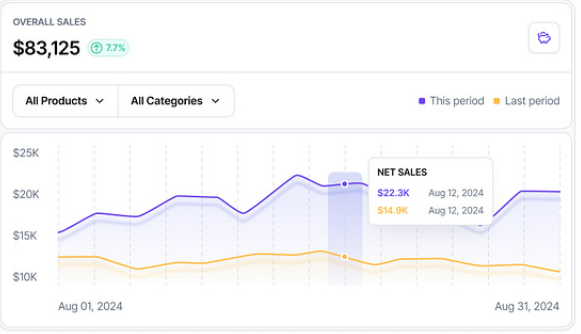 OVERALL SALES
$83,125 7.7%
All Products All Categories This period Last period
$25K
$20K
$15K
$10K
NET SALES
$22.3K Aug 12, 2024
$14.9K Aug 12, 2024
Aug 01, 2024 Aug 31, 2024